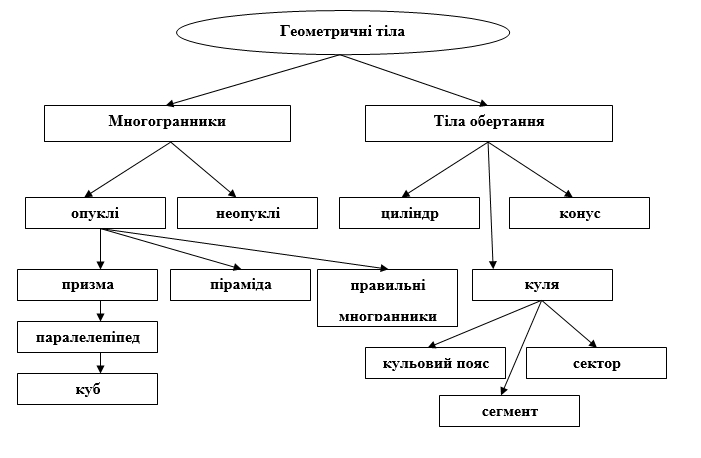 Геометричні тіла
Многогранники
Тіла обертання
опуклі
неопуклі
циліндр
конус
призма
піраміда
правильні
многогранники
куля
паралелепіпед
кульовий пояс
сектор
куб
сегмент